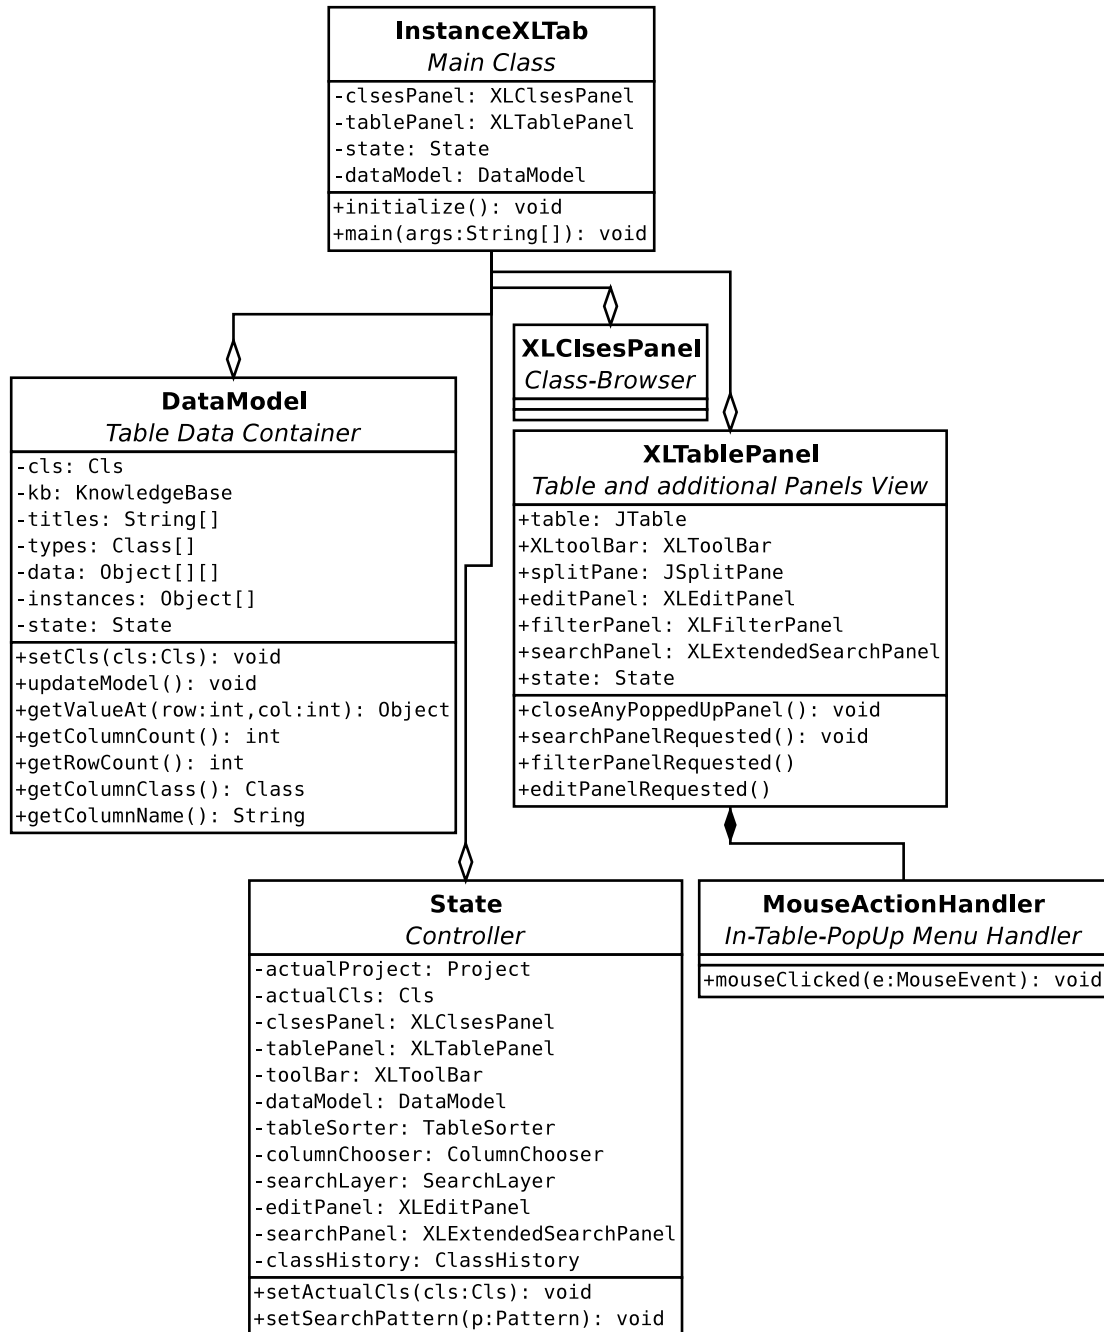 InstanceXLTab
Main Class
-clsesPanel: XLClsesPanel
-tablePanel: XLTablePanel
-state: State
-dataModel: DataModel
+initialize(): void
+main(args:String[]): void
XLClsesPanel
Class-Browser
DataModel
Table Data Container
-cls: Cls
-kb: KnowledgeBase
-titles: String[]
-types: Class[]
-data: Object[][]
-instances: Object[]
-state: State
+setCls(cls:Cls): void
+updateModel(): void
+getValueAt(row:int,col:int): Object
+getColumnCount(): int
+getRowCount(): int
+getColumnClass(): Class
+getColumnName(): String
XLTablePanel
Table and additional Panels View
+table: JTable
+XLtoolBar: XLToolBar
+splitPane: JSplitPane
+editPanel: XLEditPanel
+filterPanel: XLFilterPanel
+searchPanel: XLExtendedSearchPanel
+state: State
+closeAnyPoppedUpPanel(): void
+searchPanelRequested(): void
+filterPanelRequested()
+editPanelRequested()
State
Controller
-actualProject: Project
-actualCls: Cls
-clsesPanel: XLClsesPanel
-tablePanel: XLTablePanel
-toolBar: XLToolBar
-dataModel: DataModel
-tableSorter: TableSorter
-columnChooser: ColumnChooser
-searchLayer: SearchLayer
-editPanel: XLEditPanel
-searchPanel: XLExtendedSearchPanel
-classHistory: ClassHistory
+setActualCls(cls:Cls): void
+setSearchPattern(p:Pattern): void
MouseActionHandler
In-Table-PopUp Menu Handler
+mouseClicked(e:MouseEvent): void